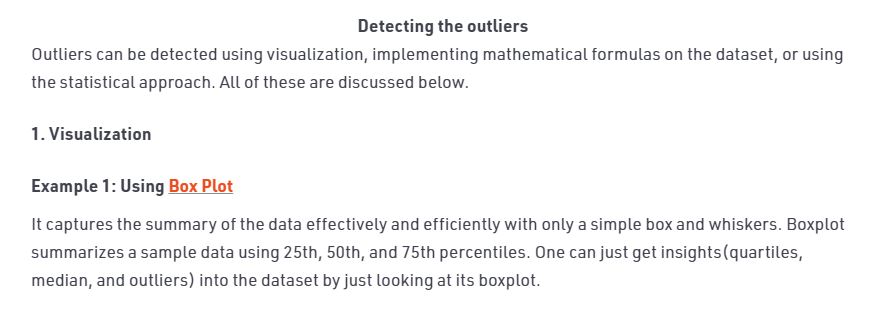 Detecting the outliers
Outliers can be detected using visualization, implementing mathematical formulas on the dataset, or using
the statistical approach. All of these are discussed below.
1. Visualization
Example 1: Using Box Plot
It captures the summary of the data effectively and efficiently with only a simple box and whiskers. Boxplot
summarizes a sample data using 25th, 50th, and 75th percentiles. One can just get insights(quartiles,
median, and outliers) into the dataset by just looking at its boxplot.